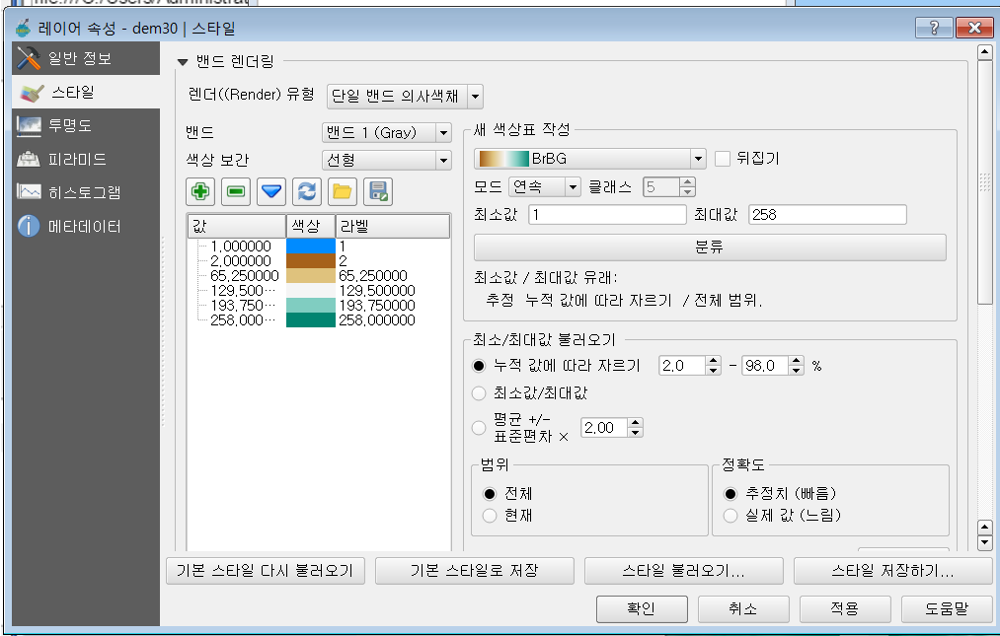 레이어 속성 - dem30 | 스타일
일반 정보
스타일
투명도
피라미드
히스토그램
메타데이터
밴드 렌더링
렌더((Render) 유형 단일 밴드 의사색채
밴드 밴드 1 (Gray)
색상 보간 선형
값 색상 라벨
1,000000 1
2,000000 2
65,250000 65,250000
129,500··· 129,500000
193,750··· 193,750000
258,000··· 258,000000
새 색상표 작성
BrBG 뒤집기
모드 연속 클래스 5
최소값 1 최대값 258
분류
최소값 / 최대값 유래:
추정 누적 값에 따라 자르기 / 전체 범위.
최소/최대값 불러오기
누적 값에 따라 자르기 2,0 - 98,0 %
최소값/최대값
평균 +/-
표준편차 × 2,00
범위
전체
현재
정확도
추정치 (빠름)
실제 값 (느림)
기본 스타일 다시 불러오기 기본 스타일로 저장 스타일 불러오기... 스타일 저장하기...
확인 취소 적용 도움말